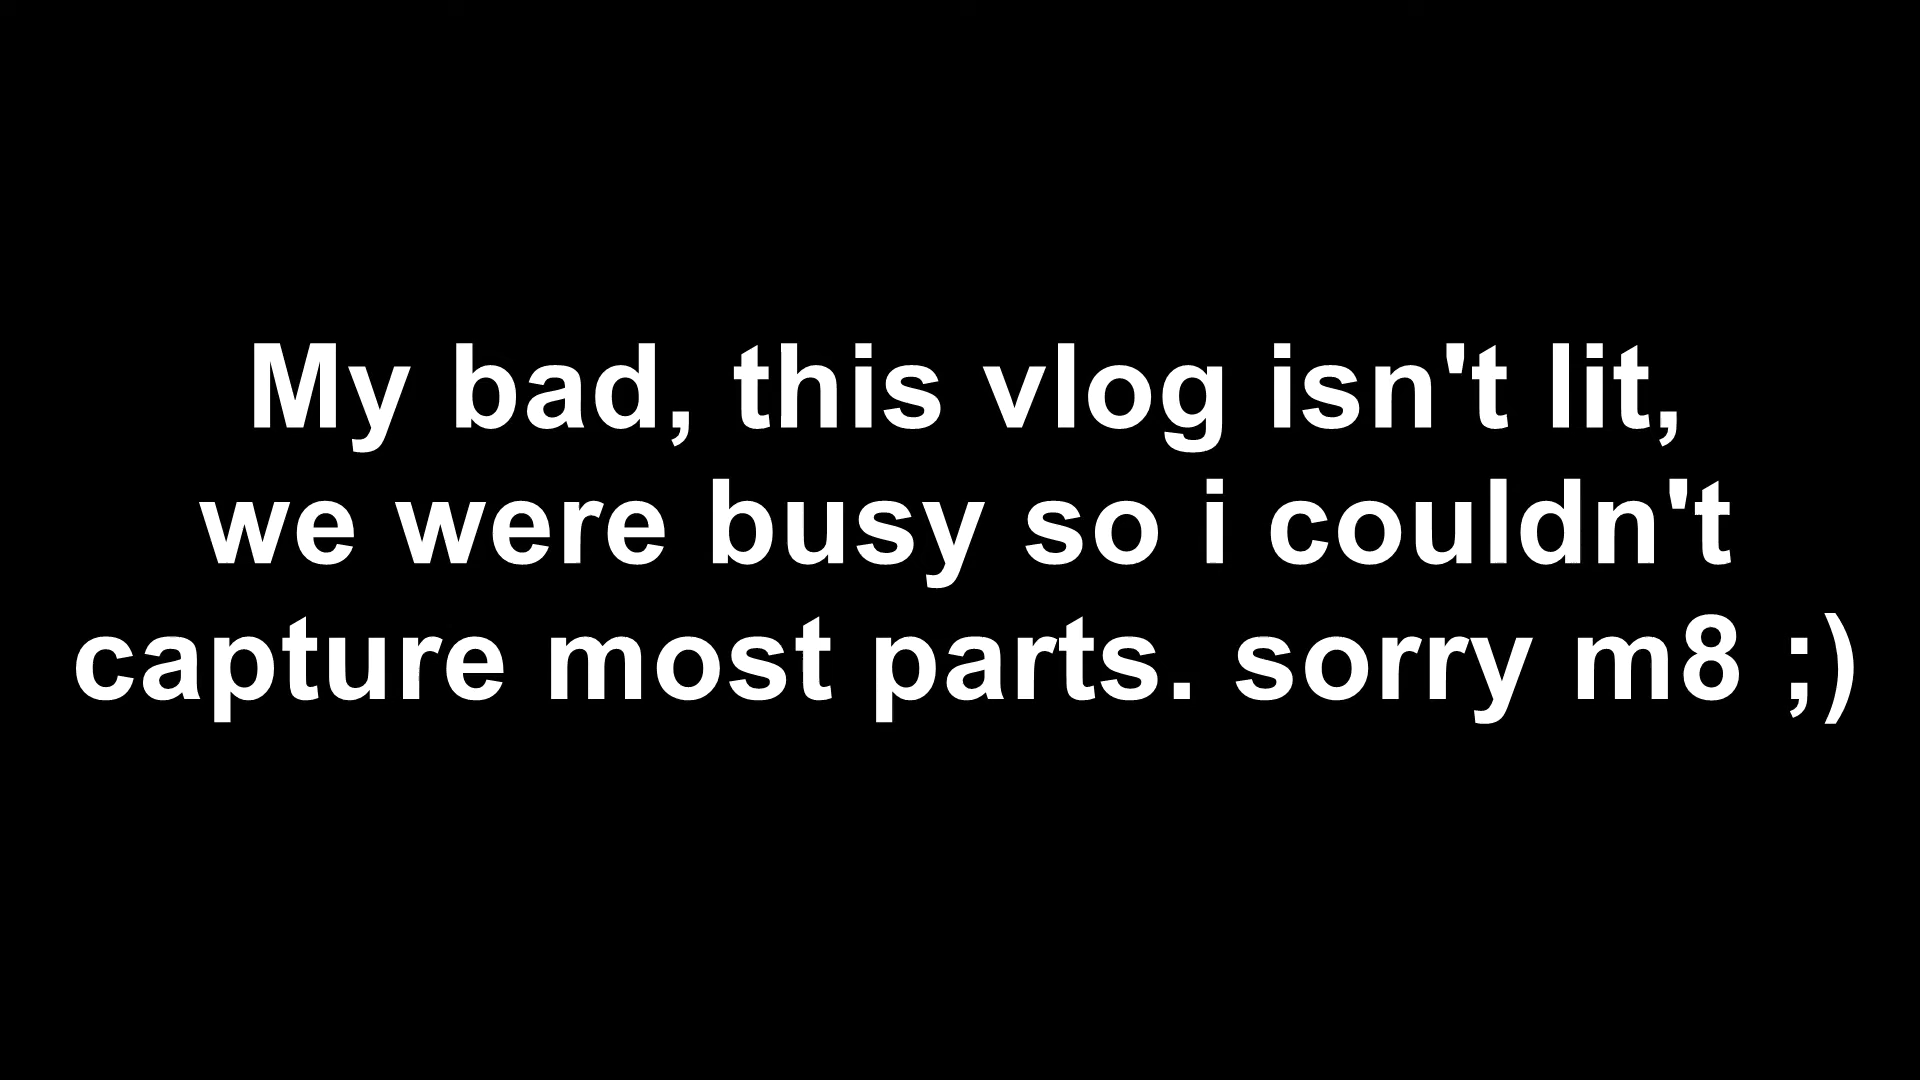 My bad, this vlog isn't lit,
we were busy so i couldn't
capture most parts. sorry m8 ;)